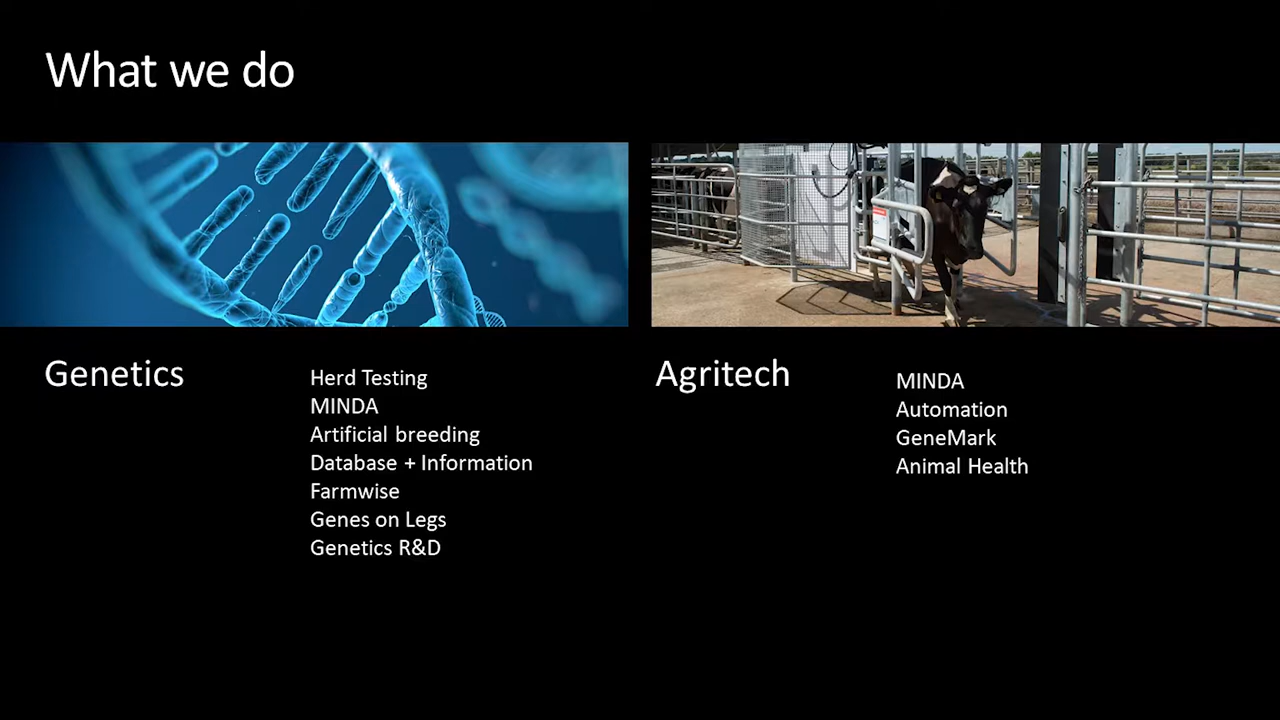 What we do
Genetics
Herd Testing
MINDA
Artificial breeding
Database + Information
Farmwise
Genes on Legs
Genetics R&D
Agritech
MINDA
Automation
GeneMark
Animal Health